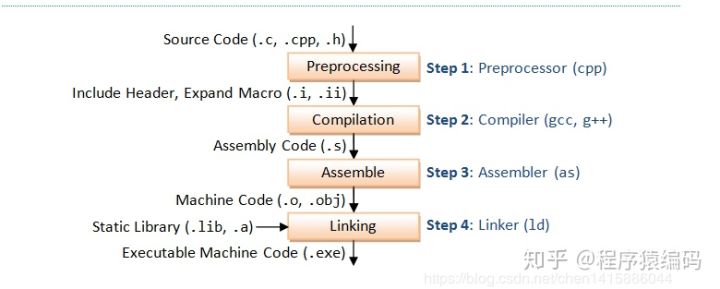 Source Code (.c, .cpp, .h)
Preprocessing
Step 1: Preprocessor (cpp)
Include Header, Expand Macro (.i, .ii)
Compilation
Step 2: Compiler (gcc, g++)
Assembly Code (.s)
Assemble
Step 3: Assembler (as)
Machine Code (.o, .obj)
Static Library (.lib, .a)
Linking
Step 4: Linker (ld)
Executable Machine Code (.exe)
知乎 @程序猿编码
https://blog.csdn.net/chen1415886044